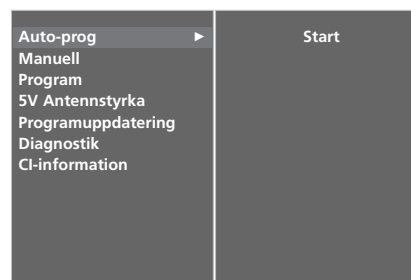 Auto-prog ► Start
Manuell
Program
5V Antennstyrka
Programuppdatering
Diagnostik
CI-information